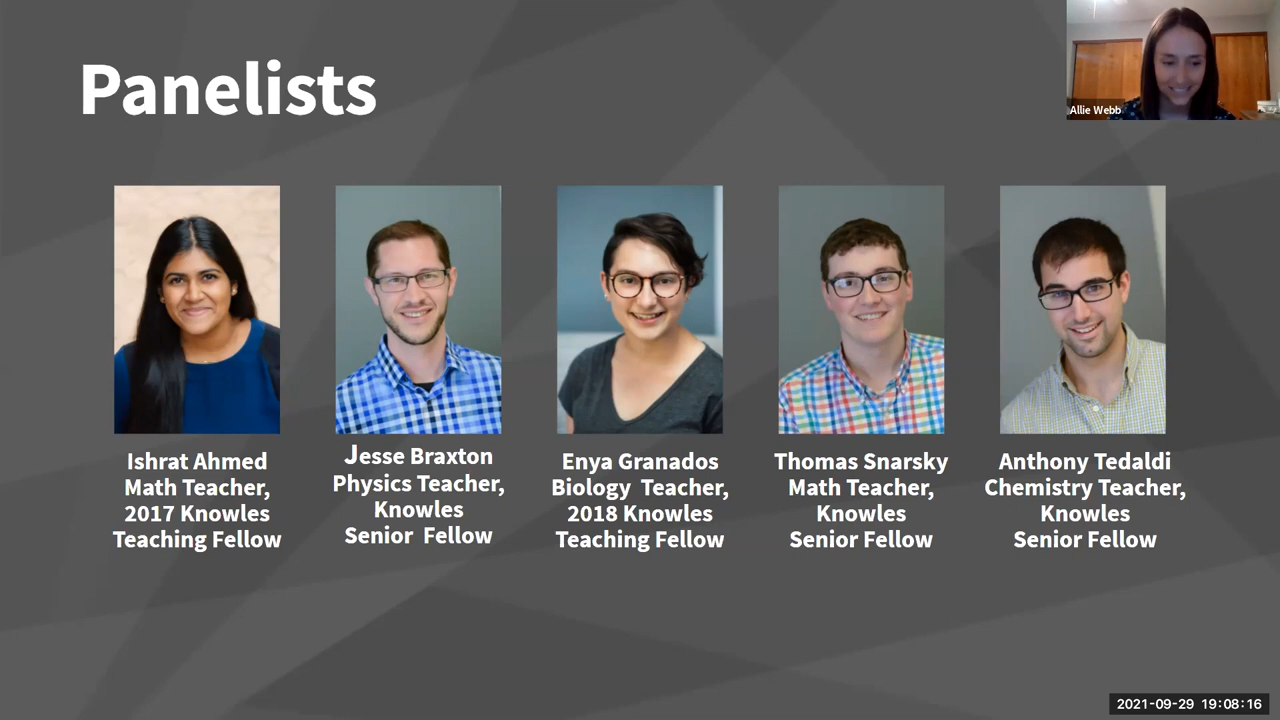 Panelists
Allie Webb
Ishrat Ahmed
Math Teacher,
2017 Knowles
Teaching Fellow
Jesse Braxton
Physics Teacher,
Knowles
Senior Fellow
Enya Granados
Biology Teacher,
2018 Knowles
Teaching Fellow
Thomas Snarsky
Math Teacher,
Knowles
Senior Fellow
Anthony Tedaldi
Chemistry Teacher,
Knowles
Senior Fellow
2021-09-29 19:08:16